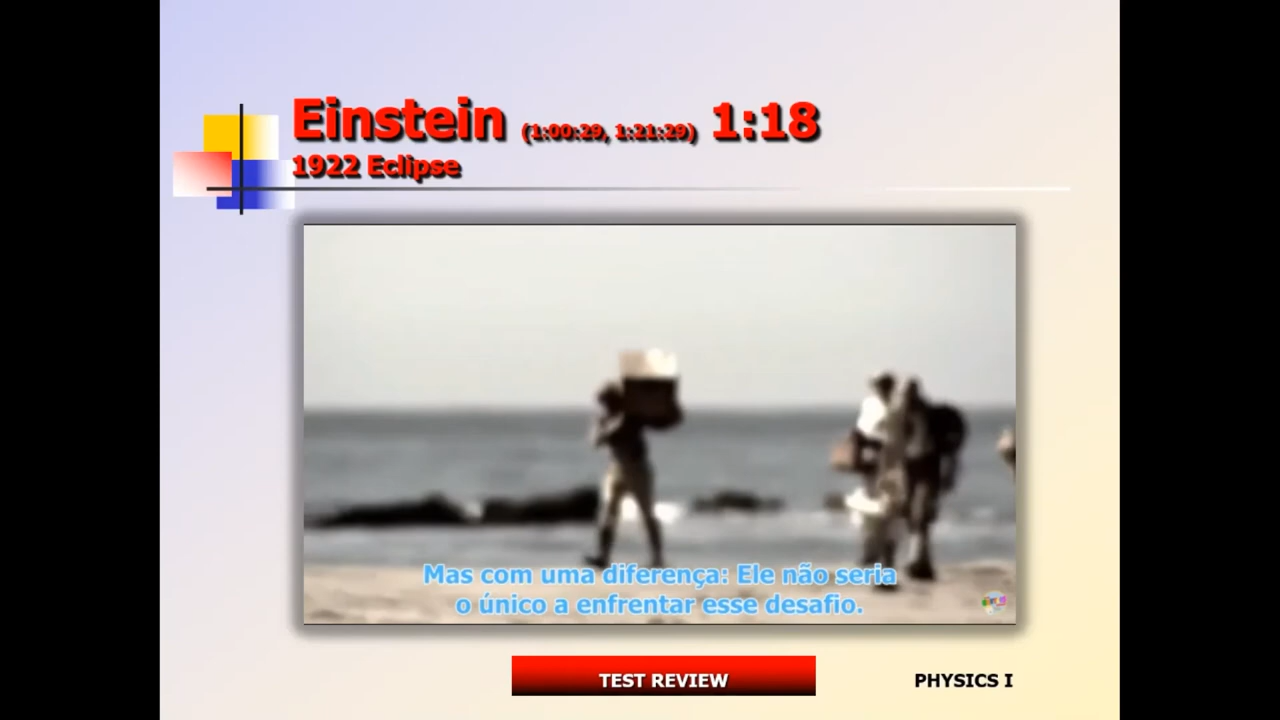 Einstein (1:00:29, 1:21:29) 1:18
1922 Eclipse
Mas com uma diferença: Ele não seria
o único a enfrentar esse desafio.
TEST REVIEW
PHYSICS I